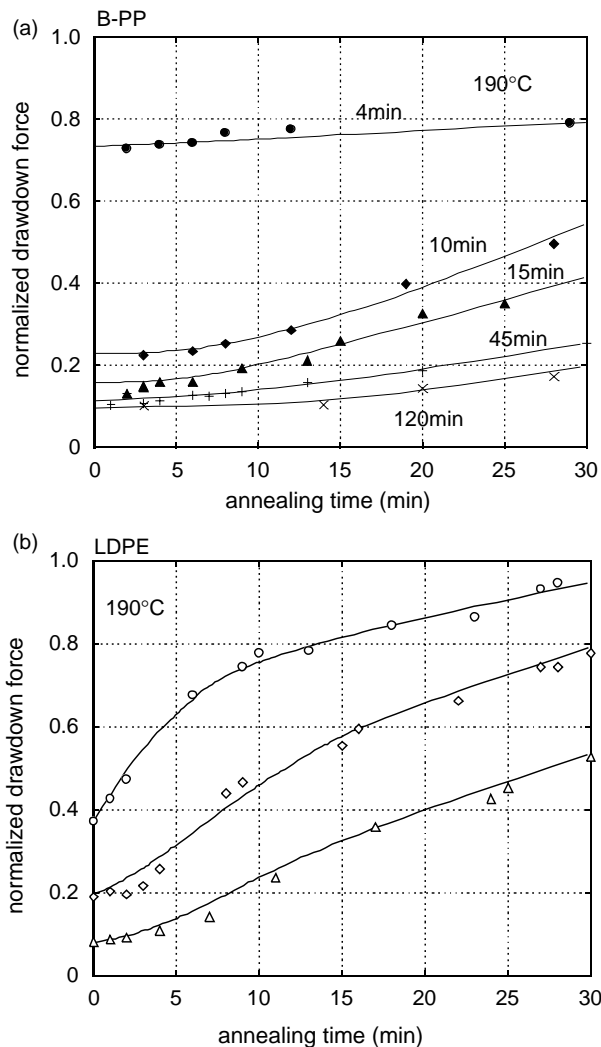 (a) B-PP
1.0
190°C
4min
0.8
0.6
10min
15min
0.4
45min
0.2
120min
0
0 5 10 15 20 25 30
normalized drawdown force
annealing time (min)
(b) LDPE
1.0
190°C
0.8
0.6
0.4
0.2
0
0 5 10 15 20 25 30
normalized drawdown force
annealing time (min)